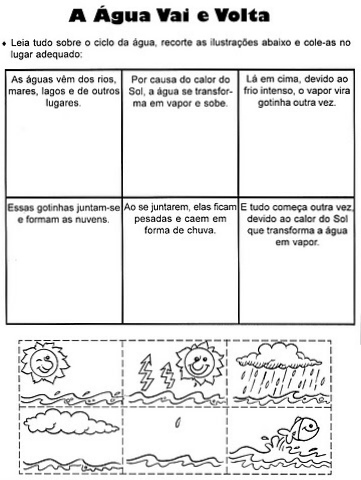 A Água Vai e Volta
♦ Leia tudo sobre o ciclo da água, recorte as ilustrações abaixo e cole-as no
lugar adequado:
As águas vêm dos rios,
mares, lagos e de outros
lugares.
Por causa do calor do
Sol, a água se transfor-
ma em vapor e sobe.
Lá em cima, devido ao
frio intenso, o vapor vira
gotinha outra vez.
Essas gotinhas juntam-se
e formam as nuvens.
Ao se juntarem, elas ficam
pesadas e caem em
forma de chuva.
E tudo começa outra vez,
devido ao calor do Sol
que transforma a água
em vapor.